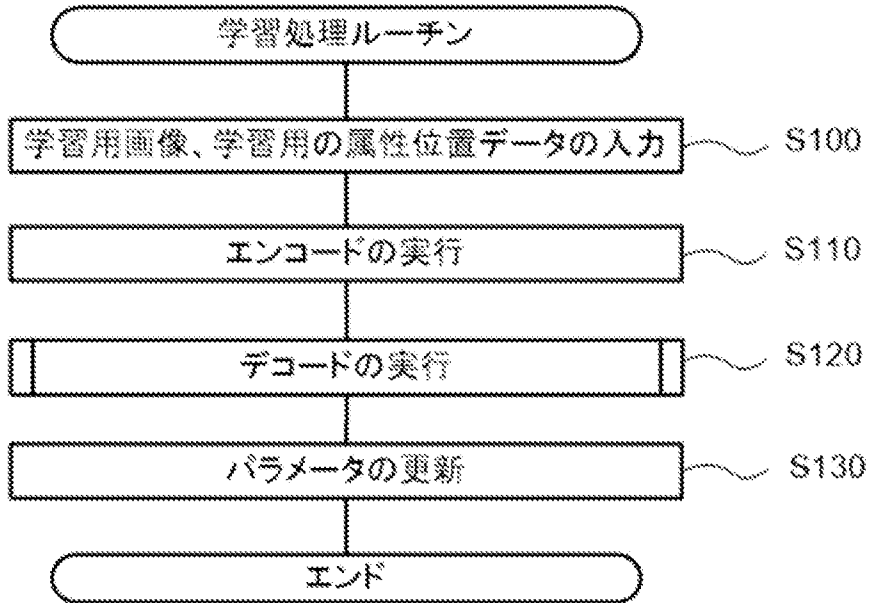 学習処理ルーチン
学習用画像、学習用の属性位置データの入力 S100
エンコードの実行 S110
デコードの実行 S120
パラメータの更新 S130
エンド